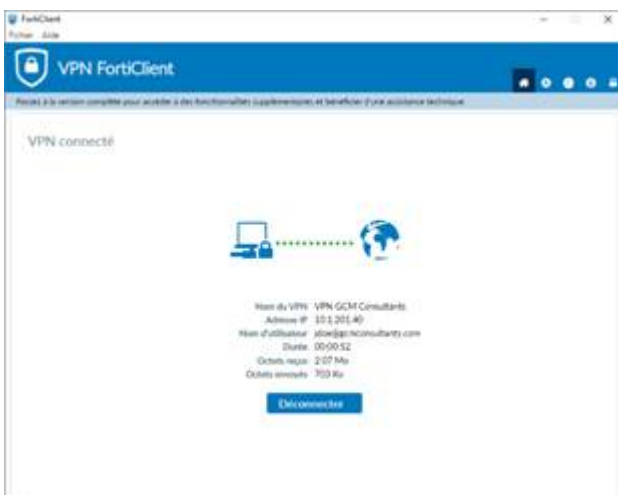 FortiClient
Fichier Aide
VPN FortiClient
Passez à la version complète pour accéder à des fonctionnalités supplémentaires et bénéficier d'une assistance technique
VPN connecté
Nom du VPN VPN GCM Consultants
Adresse IP 10.1.201.40
Nom d'utilisateur
Durée 00:00:52
Octets reçus 2.07 Mo
Octets envoyés 703 Ko
Déconnecter